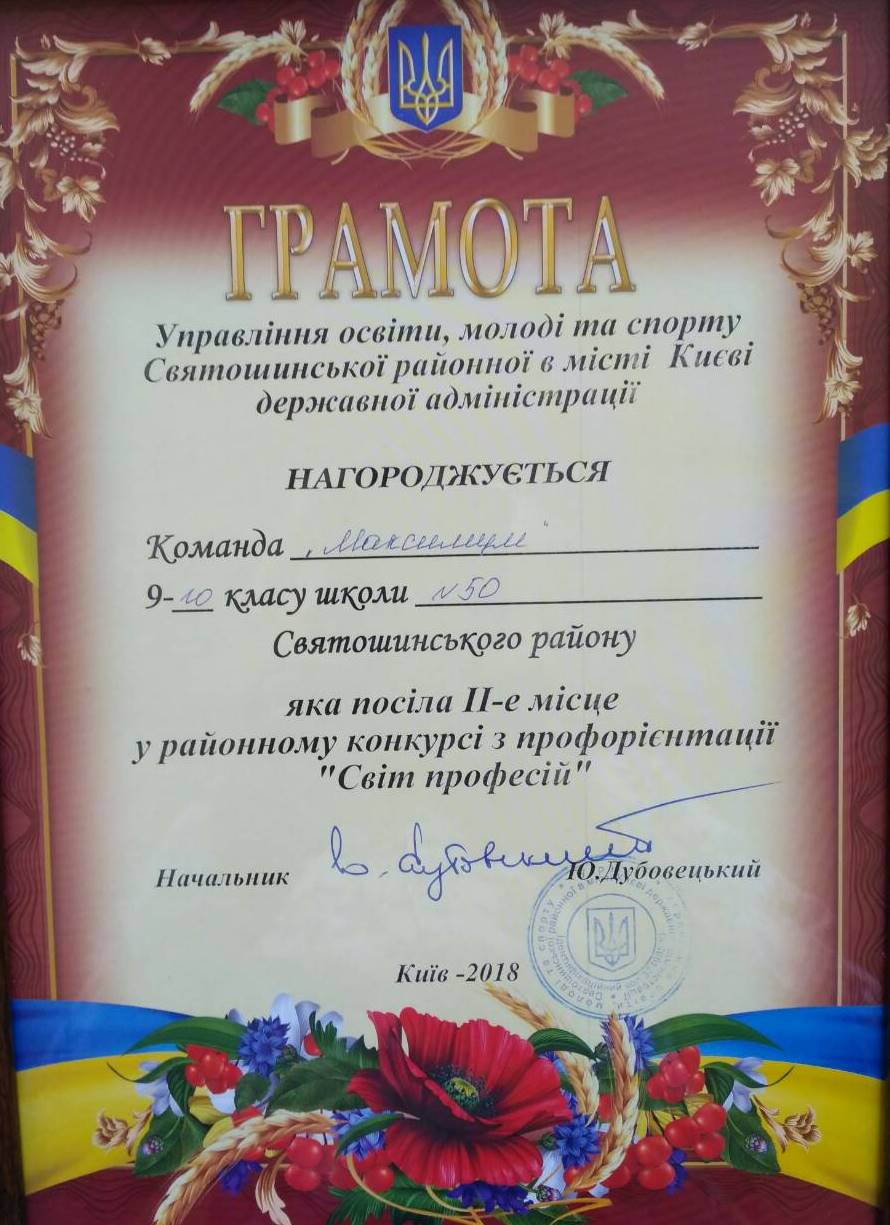 ГРАМОТА
Управління освіти, молоді та спорту
Святошинської районної в місті Києві
державної адміністрації
НАГОРОДЖУЄТЬСЯ
Команда „Максимум"
9-10 класу школи №50
Святошинського району
яка посіла ІІ-е місце
у районному конкурсі з профорієнтації
"Світ професій"
Начальник Ю.Дубовецький
Київ -2018